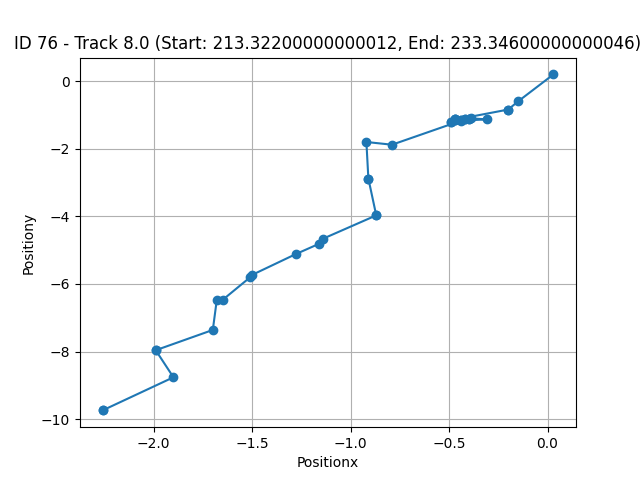 ID 76 - Track 8.0 (Start: 213.32200000000012, End: 233.34600000000046)
0
−2
−4
−6
−8
−10
Positiony
−2.0 −1.5 −1.0 −0.5 0.0
Positionx